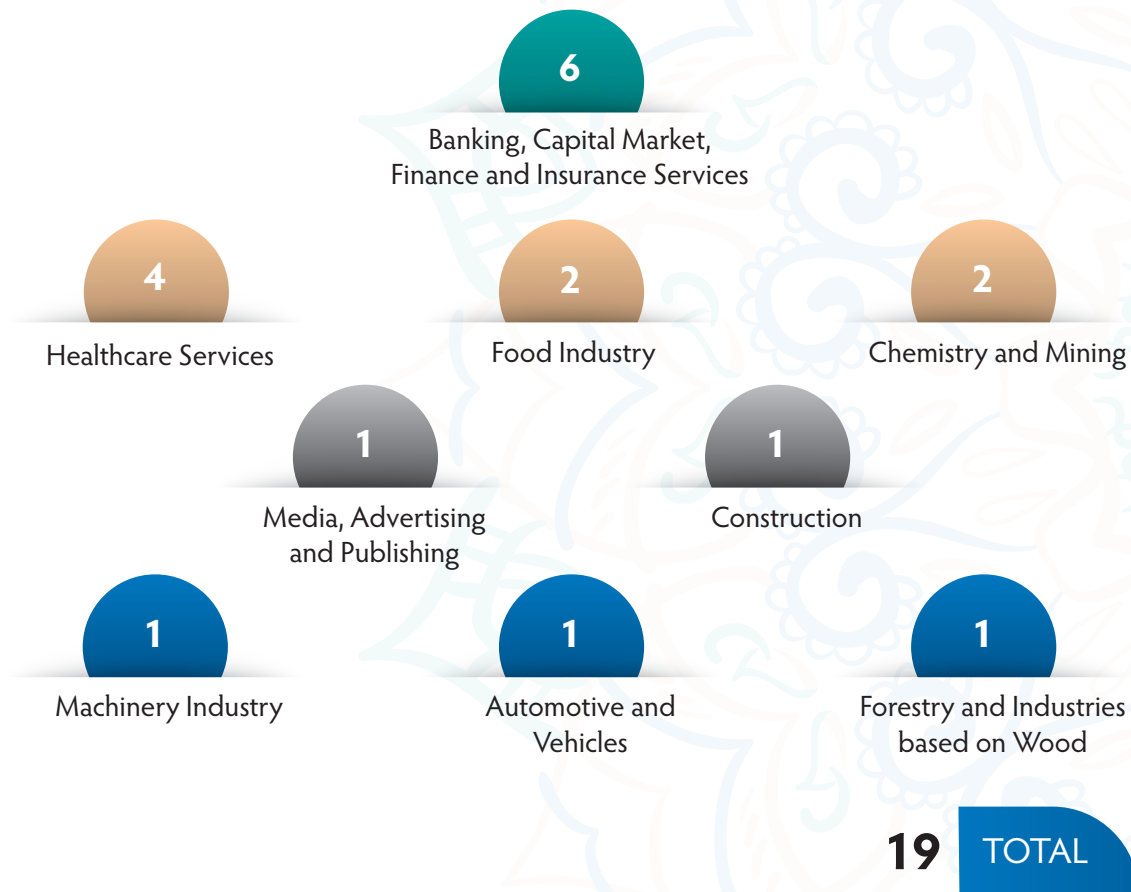 6
Banking, Capital Market,
Finance and Insurance Services
4
Healthcare Services
2
Food Industry
2
Chemistry and Mining
1
Media, Advertising
and Publishing
1
Construction
1
Machinery Industry
1
Automotive and
Vehicles
1
Forestry and Industries
based on Wood
19 TOTAL